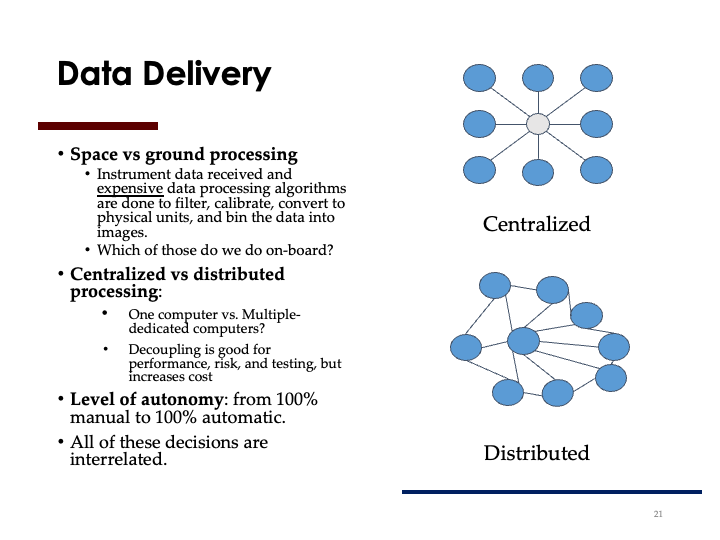 Data Delivery
• Space vs ground processing
• Instrument data received and
expensive data processing algorithms
are done to filter, calibrate, convert to
physical units, and bin the data into
images.
• Which of those do we do on-board?
• Centralized vs distributed
processing:
• One computer vs. Multiple-
dedicated computers?
• Decoupling is good for
performance, risk, and testing, but
increases cost
• Level of autonomy: from 100%
manual to 100% automatic.
• All of these decisions are
interrelated.
Centralized
Distributed
21